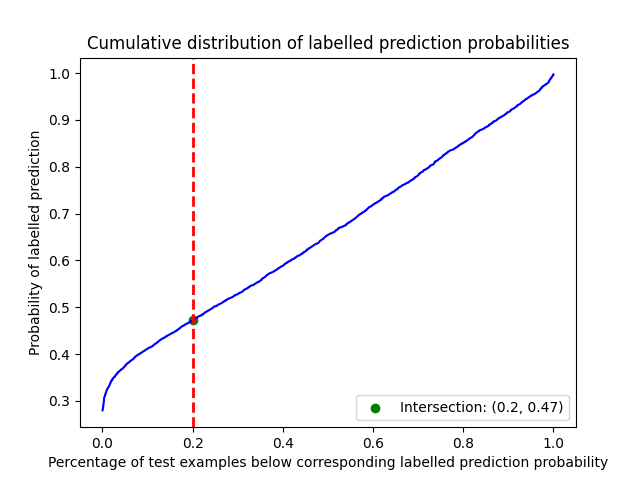 Cumulative distribution of labelled prediction probabilities
Probability of labelled prediction
1.0
0.9
0.8
0.7
0.6
0.5
0.4
0.3
Intersection: (0.2, 0.47)
0.0 0.2 0.4 0.6 0.8 1.0
Percentage of test examples below corresponding labelled prediction probability